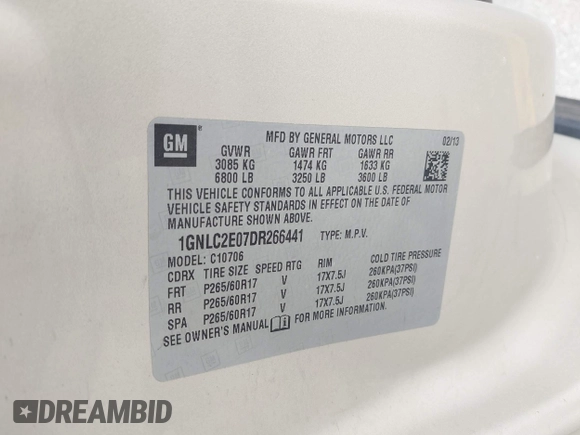 GM
MFD BY GENERAL MOTORS LLC 02/13
GVWR GAWR FRT GAWR RR
3085 KG 1474 KG 1633 KG
6800 LB 3250 LB 3600 LB
THIS VEHICLE CONFORMS TO ALL APPLICABLE U.S. FEDERAL MOTOR
VEHICLE SAFETY STANDARDS IN EFFECT ON THE DATE OF
MANUFACTURE SHOWN ABOVE.
1GNLC2E07DR266441 TYPE: M.P.V.
MODEL: C10706
CDRX TIRE SIZE SPEED RTG RIM COLD TIRE PRESSURE
FRT P265/60R17 V 17X7.5J 260KPA(37PSI)
RR P265/60R17 V 17X7.5J 260KPA(37PSI)
SPA P265/60R17 V 17X7.5J 260KPA(37PSI)
SEE OWNER'S MANUAL FOR MORE INFORMATION.
DREAMBID